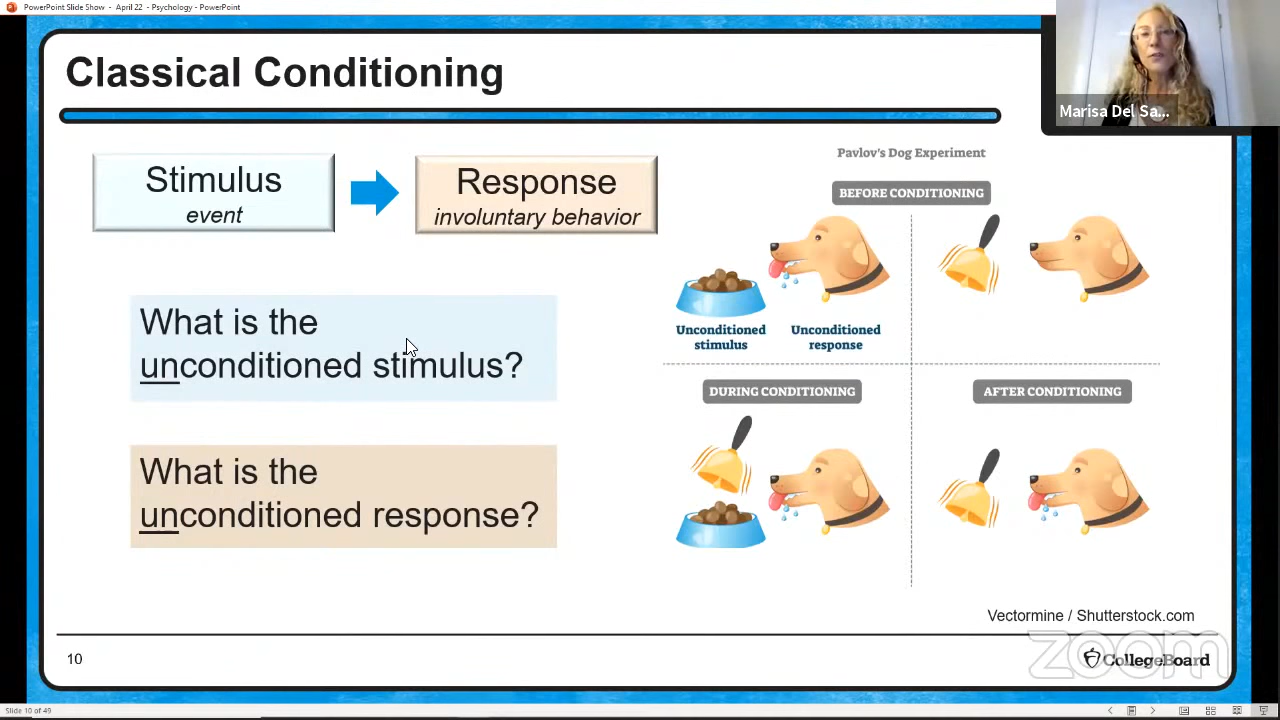 PowerPoint Slide Show - April 22 - Psychology - PowerPoint
Classical Conditioning
Marisa Del Sa...
Stimulus
event
Response
involuntary behavior
What is the
unconditioned stimulus?
What is the
unconditioned response?
Pavlov's Dog Experiment
BEFORE CONDITIONING
Unconditioned
stimulus
Unconditioned
response
DURING CONDITIONING
AFTER CONDITIONING
Vectormine / Shutterstock.com
10
zoom
CollegeBoard
Slide 10 of 49